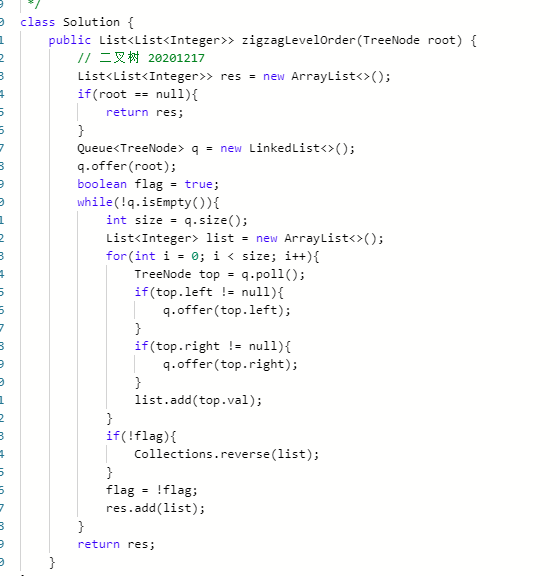 */
class Solution {
public List<List<Integer>> zigzagLevelOrder(TreeNode root) {
// 二叉树 20201217
List<List<Integer>> res = new ArrayList<>();
if(root == null){
return res;
}
Queue<TreeNode> q = new LinkedList<>();
q.offer(root);
boolean flag = true;
while(!q.isEmpty()){
int size = q.size();
List<Integer> list = new ArrayList<>();
for(int i = 0; i < size; i++){
TreeNode top = q.poll();
if(top.left != null){
q.offer(top.left);
}
if(top.right != null){
q.offer(top.right);
}
list.add(top.val);
}
if(!flag){
Collections.reverse(list);
}
flag = !flag;
res.add(list);
}
return res;
}